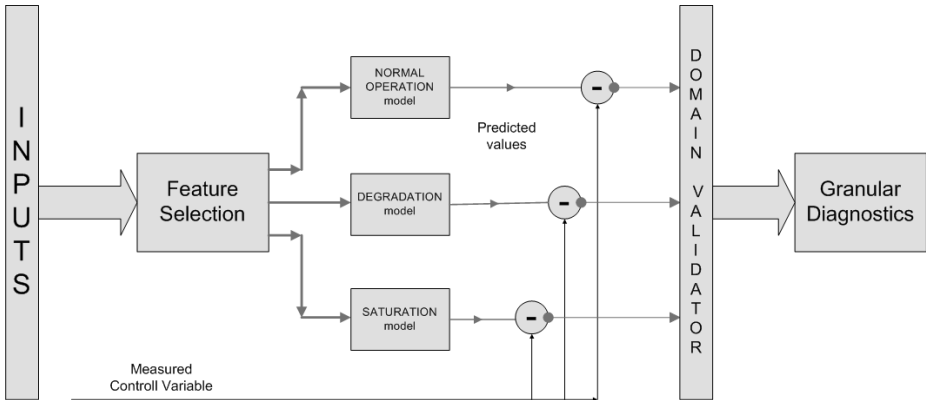 INPUTS
Feature
Selection
NORMAL
OPERATION
model
DEGRADATION
model
SATURATION
model
Predicted
values
-
-
-
Measured
Controll Variable
DOMAIN VALIDATOR
Granular
Diagnostics